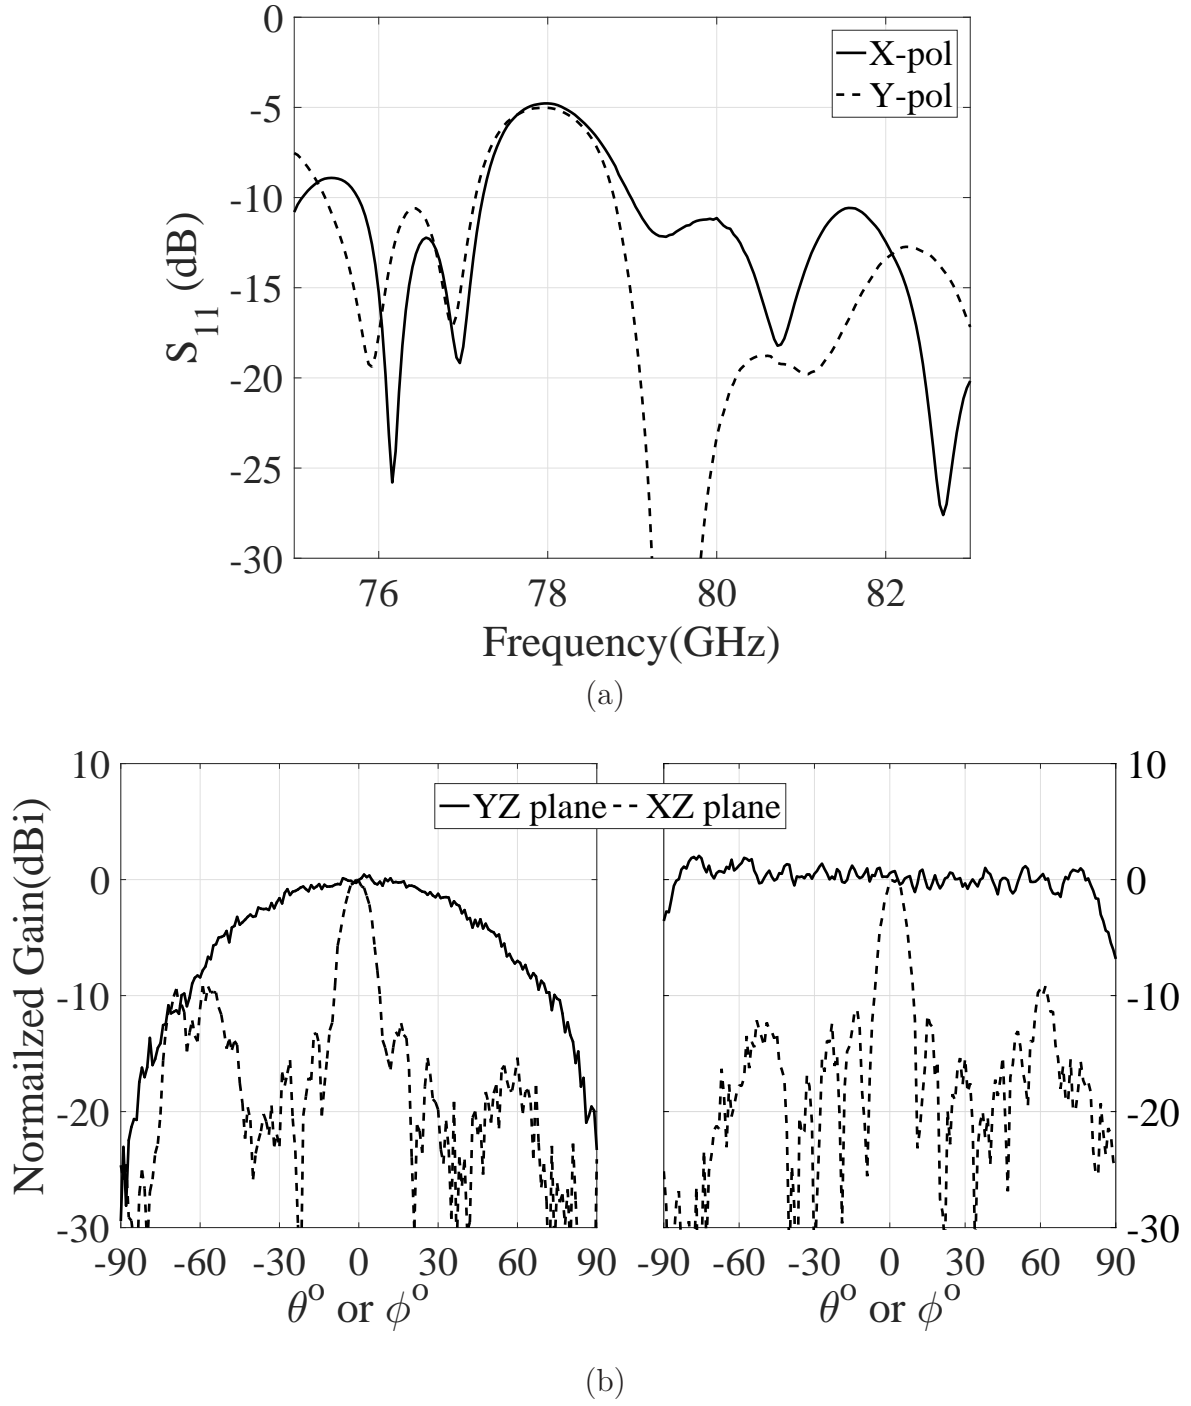 0
-5
-10
-15
-20
-25
-30
S11 (dB)
X-pol
Y-pol
76 78 80 82
Frequency(GHz)
(a)
10
0
-10
-20
-30
Normailzed Gain(dBi)
YZ plane XZ plane
10
0
-10
-20
-30
-90 -60 -30 0 30 60 90
-90 -60 -30 0 30 60 90
θo or ϕo
θo or ϕo
(b)